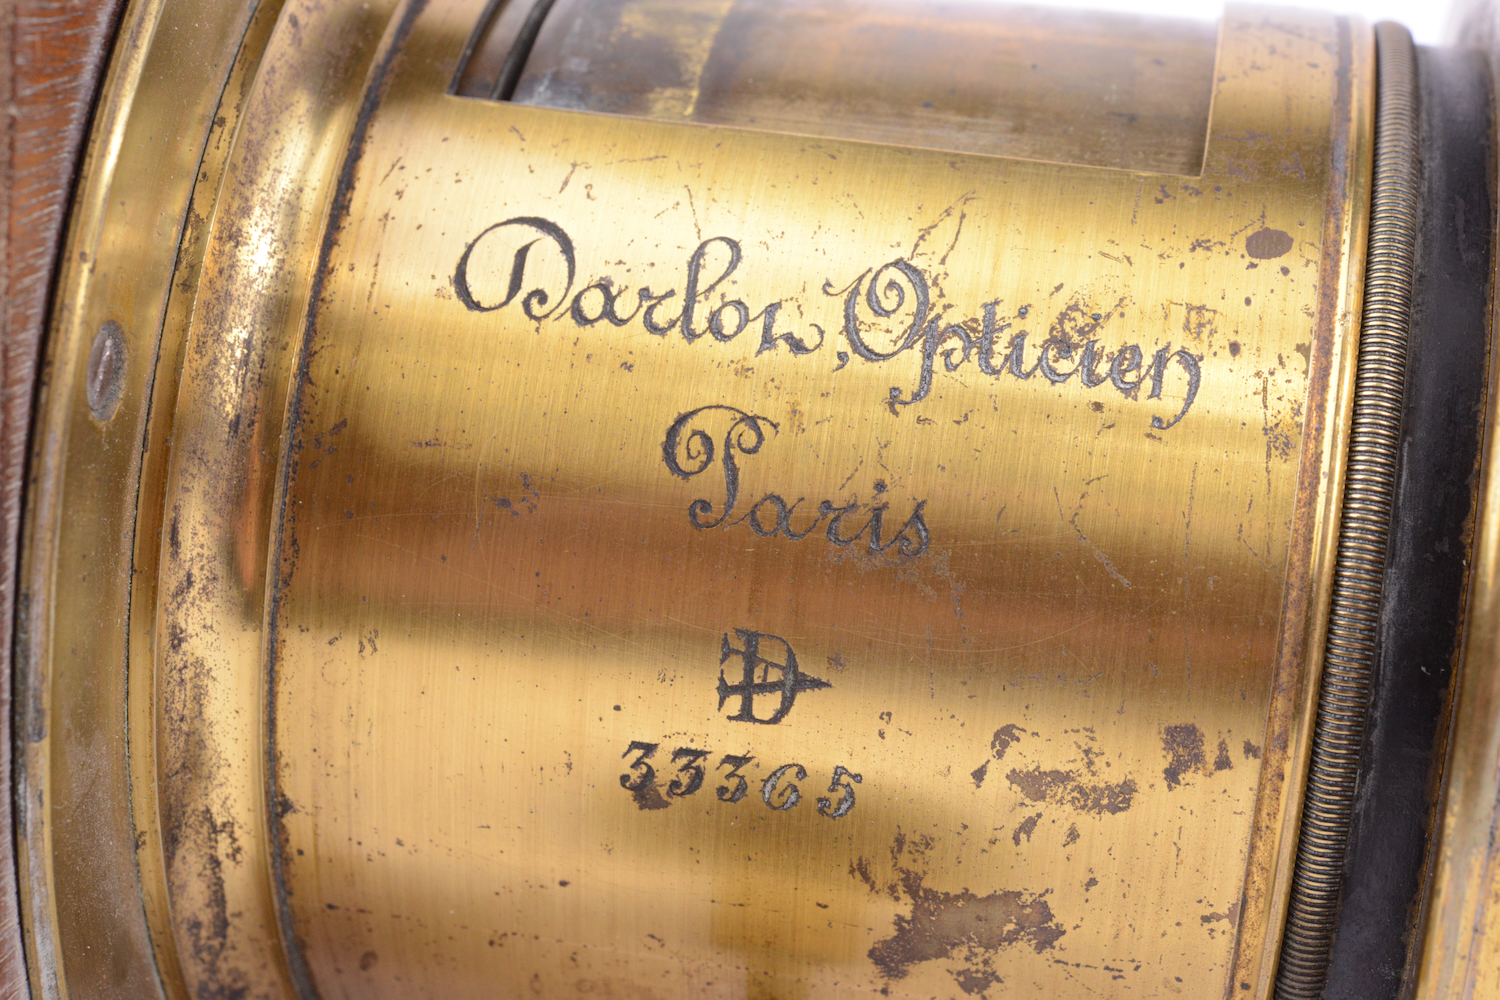 Darlot, Opticien
Paris
D
33365